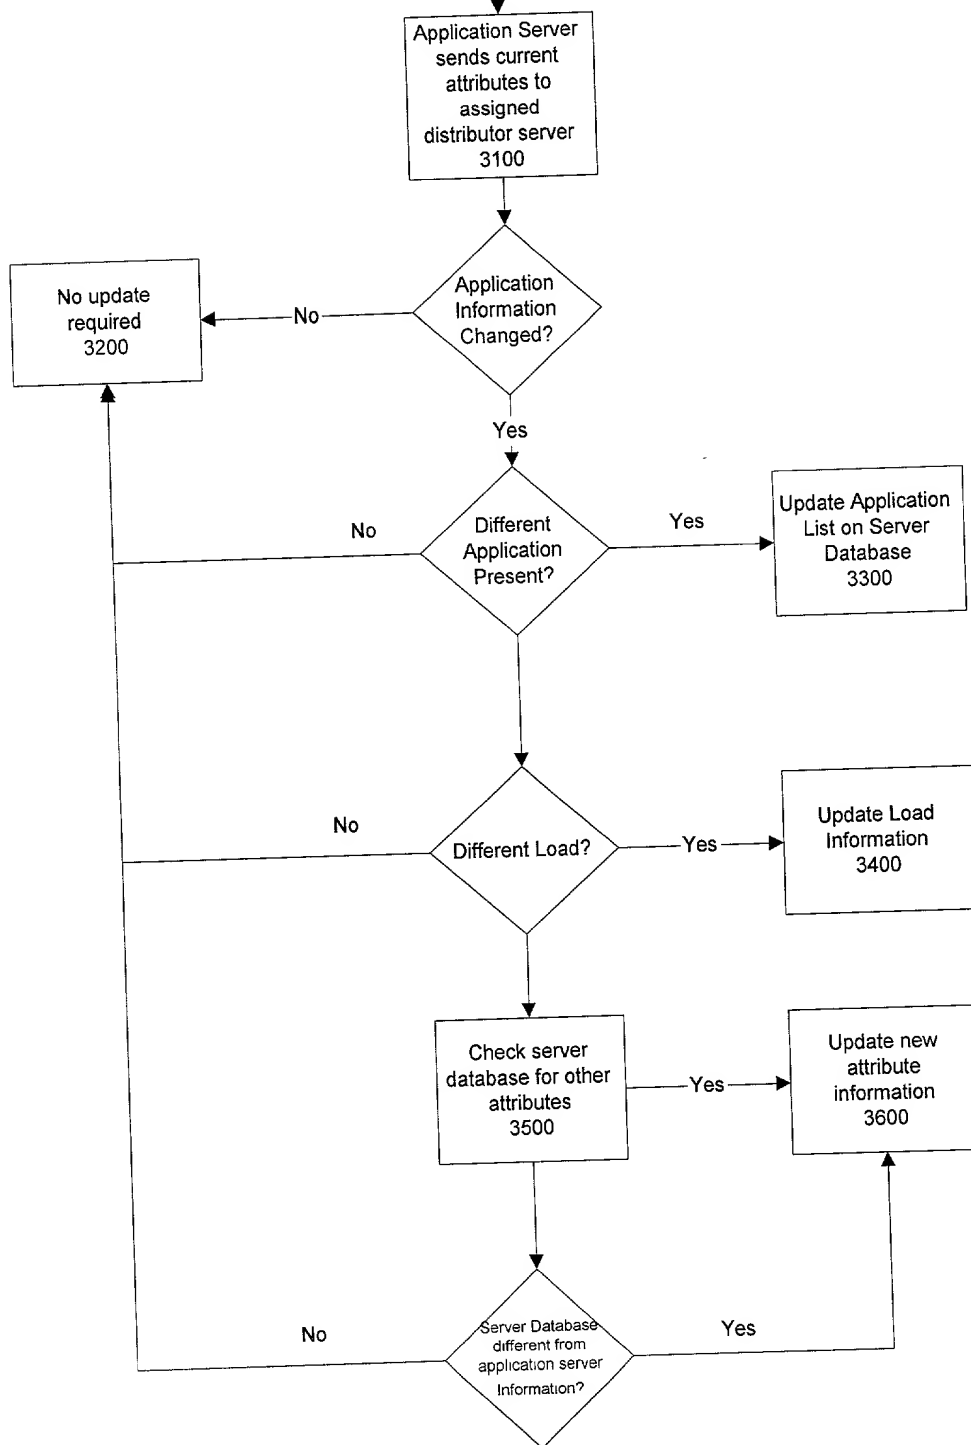 Application Server
sends current
attributes to
assigned
distributor server
3100
Application
Information
Changed?
No
No update
required
3200
Yes
Different
Application
Present?
No
Yes
Update Application
List on Server
Database
3300
Different Load?
No
Yes
Update Load
Information
3400
Check server
database for other
attributes
3500
Yes
Update new
attribute
information
3600
Server Database
different from
application server
Information?
No
Yes